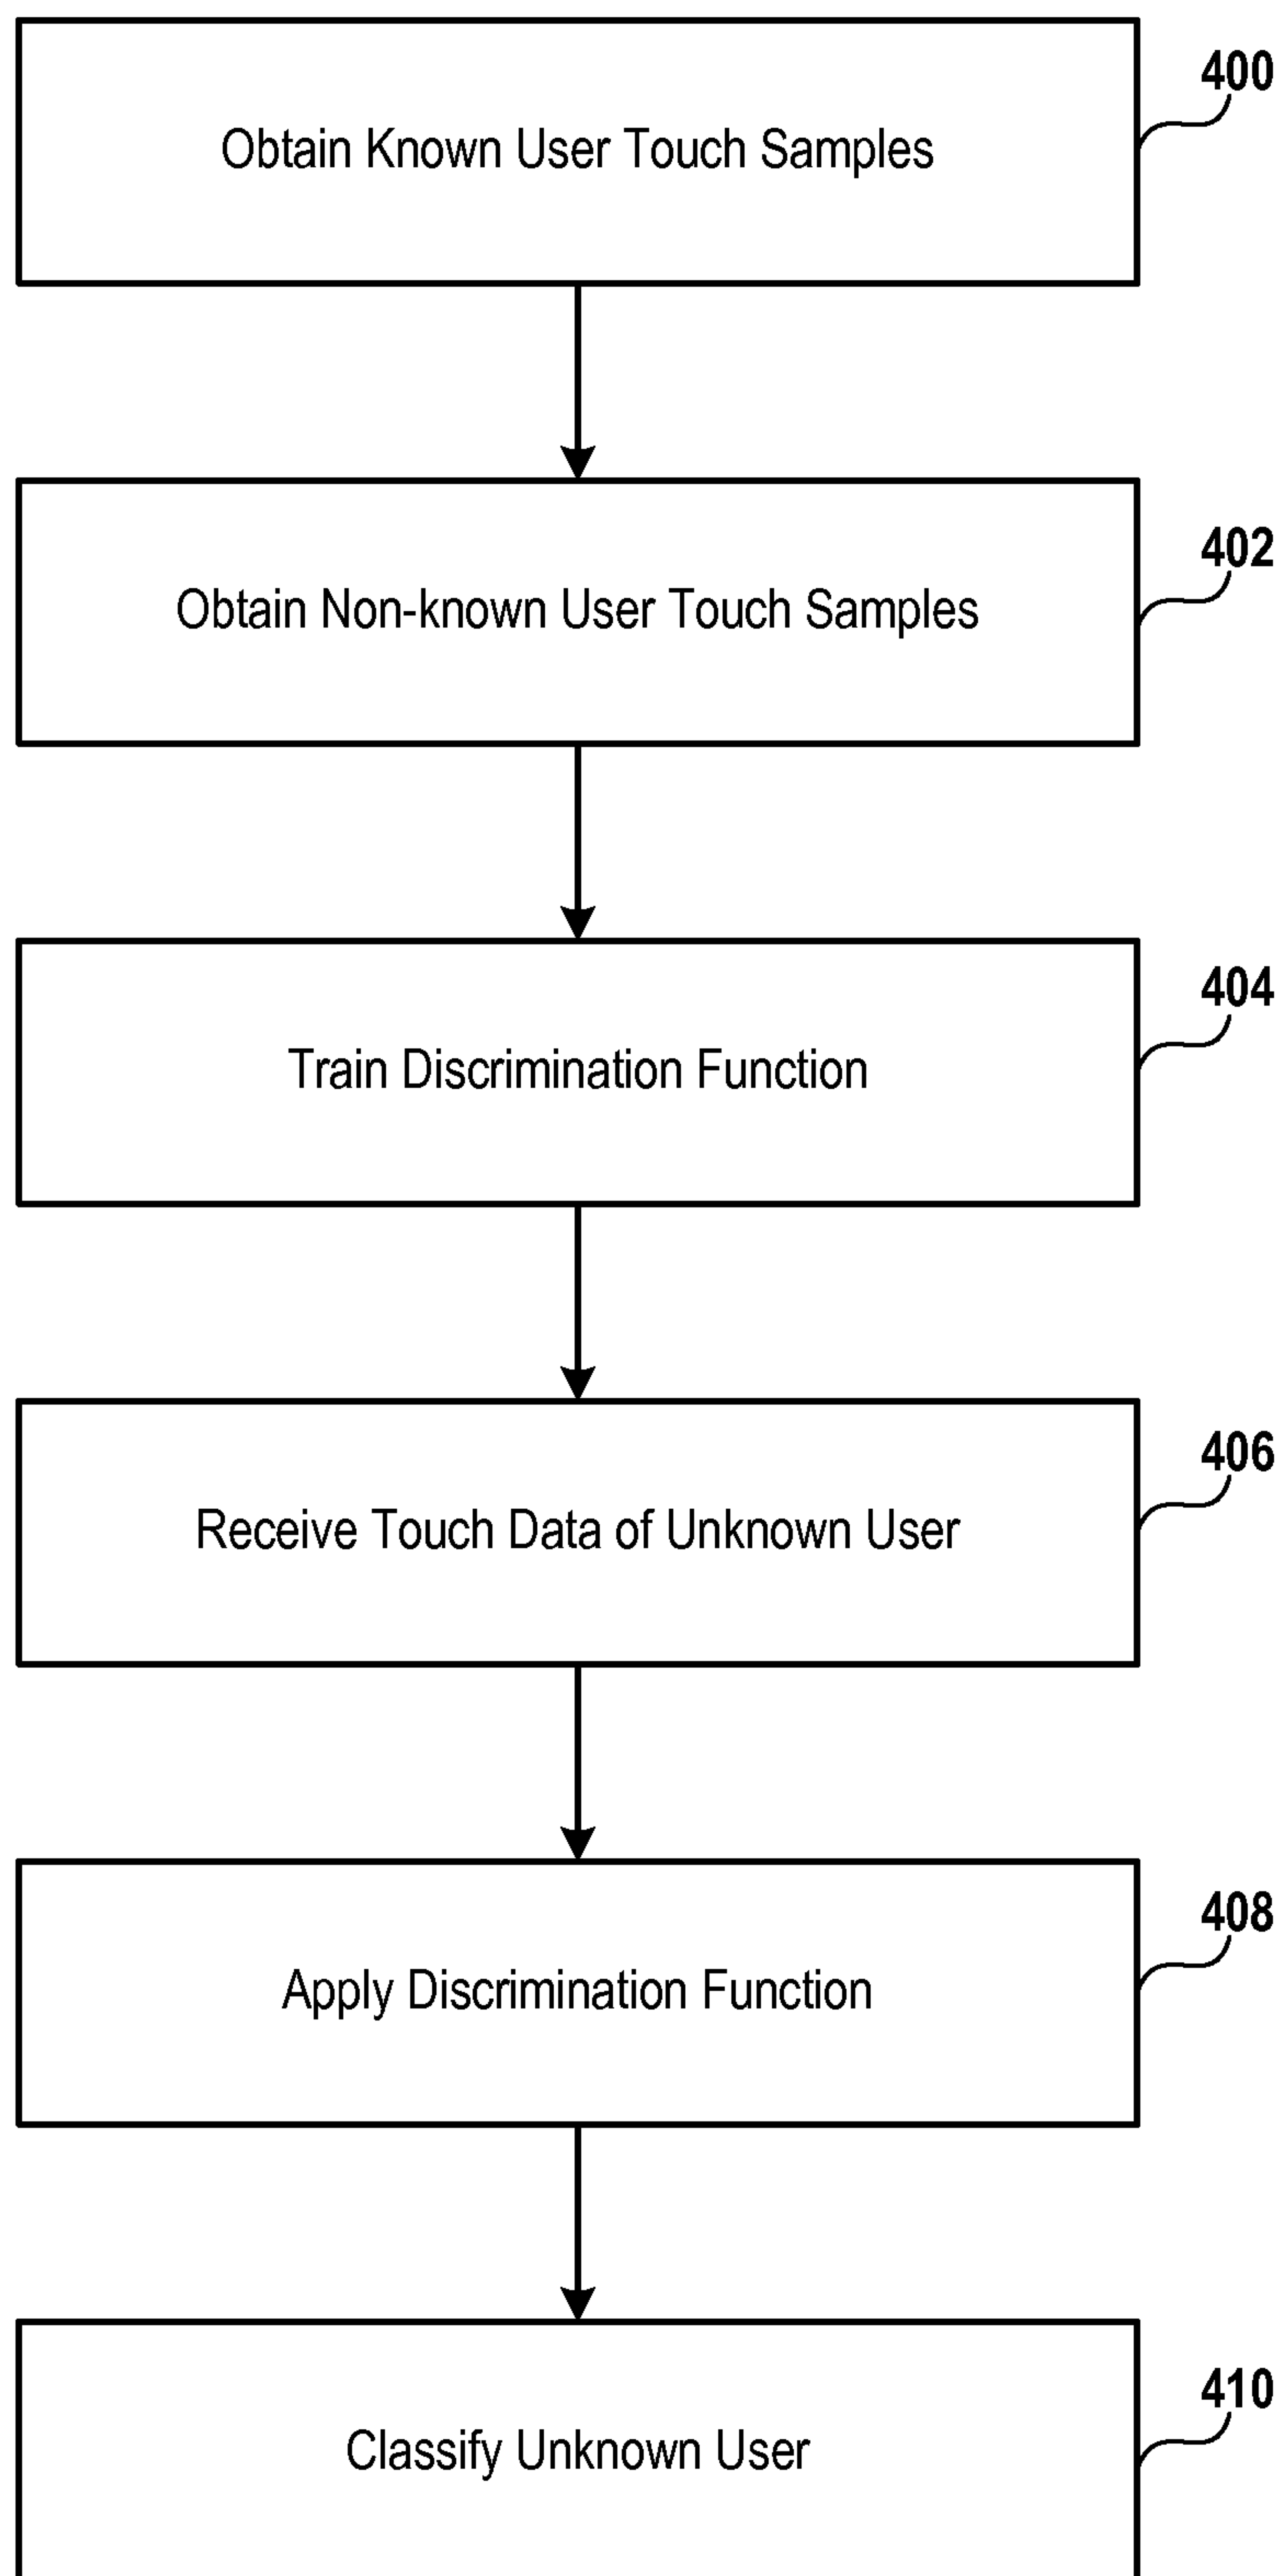 Obtain Known User Touch Samples
400
Obtain Non-known User Touch Samples
402
Train Discrimination Function
404
Receive Touch Data of Unknown User
406
Apply Discrimination Function
408
Classify Unknown User
410